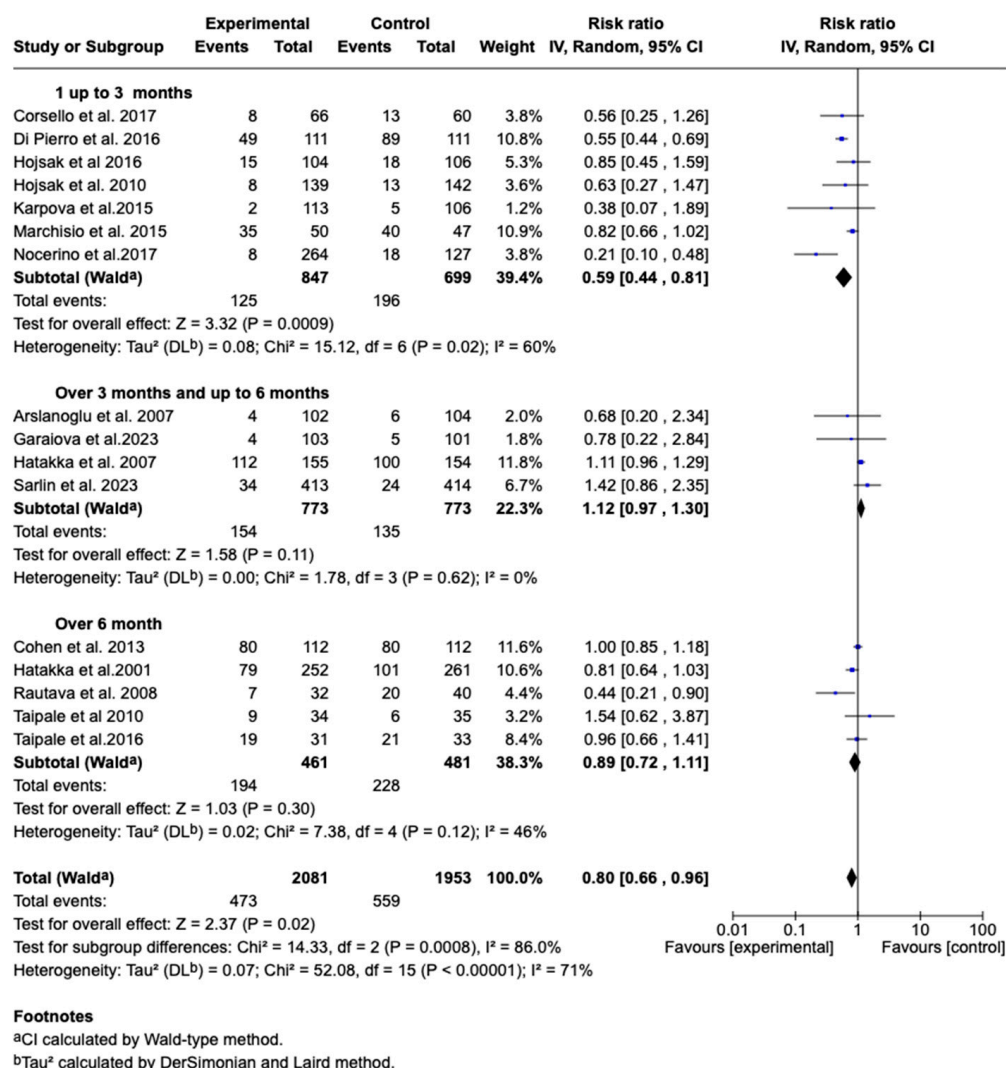 Experimental Control Risk ratio Risk ratio
Study or Subgroup Events Total Events Total Weight IV, Random, 95% CI IV, Random, 95% CI
1 up to 3 months
Corsello et al. 2017 8 66 13 60 3.8% 0.56 [0.25 , 1.26]
Di Pierro et al. 2016 49 111 89 111 10.8% 0.55 [0.44 , 0.69]
Hojsak et al 2016 15 104 18 106 5.3% 0.85 [0.45 , 1.59]
Hojsak et al. 2010 8 139 13 142 3.6% 0.63 [0.27 , 1.47]
Karpova et al.2015 2 113 5 106 1.2% 0.38 [0.07 , 1.89]
Marchisio et al. 2015 35 50 40 47 10.9% 0.82 [0.66 , 1.02]
Nocerino et al.2017 8 264 18 127 3.8% 0.21 [0.10 , 0.48]
Subtotal (Waldᵃ) 847 699 39.4% 0.59 [0.44 , 0.81]
Total events: 125 196
Test for overall effect: Z = 3.32 (P = 0.0009)
Heterogeneity: Tau² (DLᵇ) = 0.08; Chi² = 15.12, df = 6 (P = 0.02); I² = 60%
Over 3 months and up to 6 months
Arslanoglu et al. 2007 4 102 6 104 2.0% 0.68 [0.20 , 2.34]
Garaiova et al.2023 4 103 5 101 1.8% 0.78 [0.22 , 2.84]
Hatakka et al. 2007 112 155 100 154 11.8% 1.11 [0.96 , 1.29]
Sarlin et al. 2023 34 413 24 414 6.7% 1.42 [0.86 , 2.35]
Subtotal (Waldᵃ) 773 773 22.3% 1.12 [0.97 , 1.30]
Total events: 154 135
Test for overall effect: Z = 1.58 (P = 0.11)
Heterogeneity: Tau² (DLᵇ) = 0.00; Chi² = 1.78, df = 3 (P = 0.62); I² = 0%
Over 6 month
Cohen et al. 2013 80 112 80 112 11.6% 1.00 [0.85 , 1.18]
Hatakka et al.2001 79 252 101 261 10.6% 0.81 [0.64 , 1.03]
Rautava et al. 2008 7 32 20 40 4.4% 0.44 [0.21 , 0.90]
Taipale et al 2010 9 34 6 35 3.2% 1.54 [0.62 , 3.87]
Taipale et al.2016 19 31 21 33 8.4% 0.96 [0.66 , 1.41]
Subtotal (Waldᵃ) 461 481 38.3% 0.89 [0.72 , 1.11]
Total events: 194 228
Test for overall effect: Z = 1.03 (P = 0.30)
Heterogeneity: Tau² (DLᵇ) = 0.02; Chi² = 7.38, df = 4 (P = 0.12); I² = 46%
Total (Waldᵃ) 2081 1953 100.0% 0.80 [0.66 , 0.96]
Total events: 473 559
Test for overall effect: Z = 2.37 (P = 0.02)
Test for subgroup differences: Chi² = 14.33, df = 2 (P = 0.0008), I² = 86.0%
Heterogeneity: Tau² (DLᵇ) = 0.07; Chi² = 52.08, df = 15 (P < 0.00001); I² = 71%
0.01 0.1 1 10 100
Favours [experimental] Favours [control]
Footnotes
ᵃCI calculated by Wald-type method.
ᵇTau² calculated by DerSimonian and Laird method.